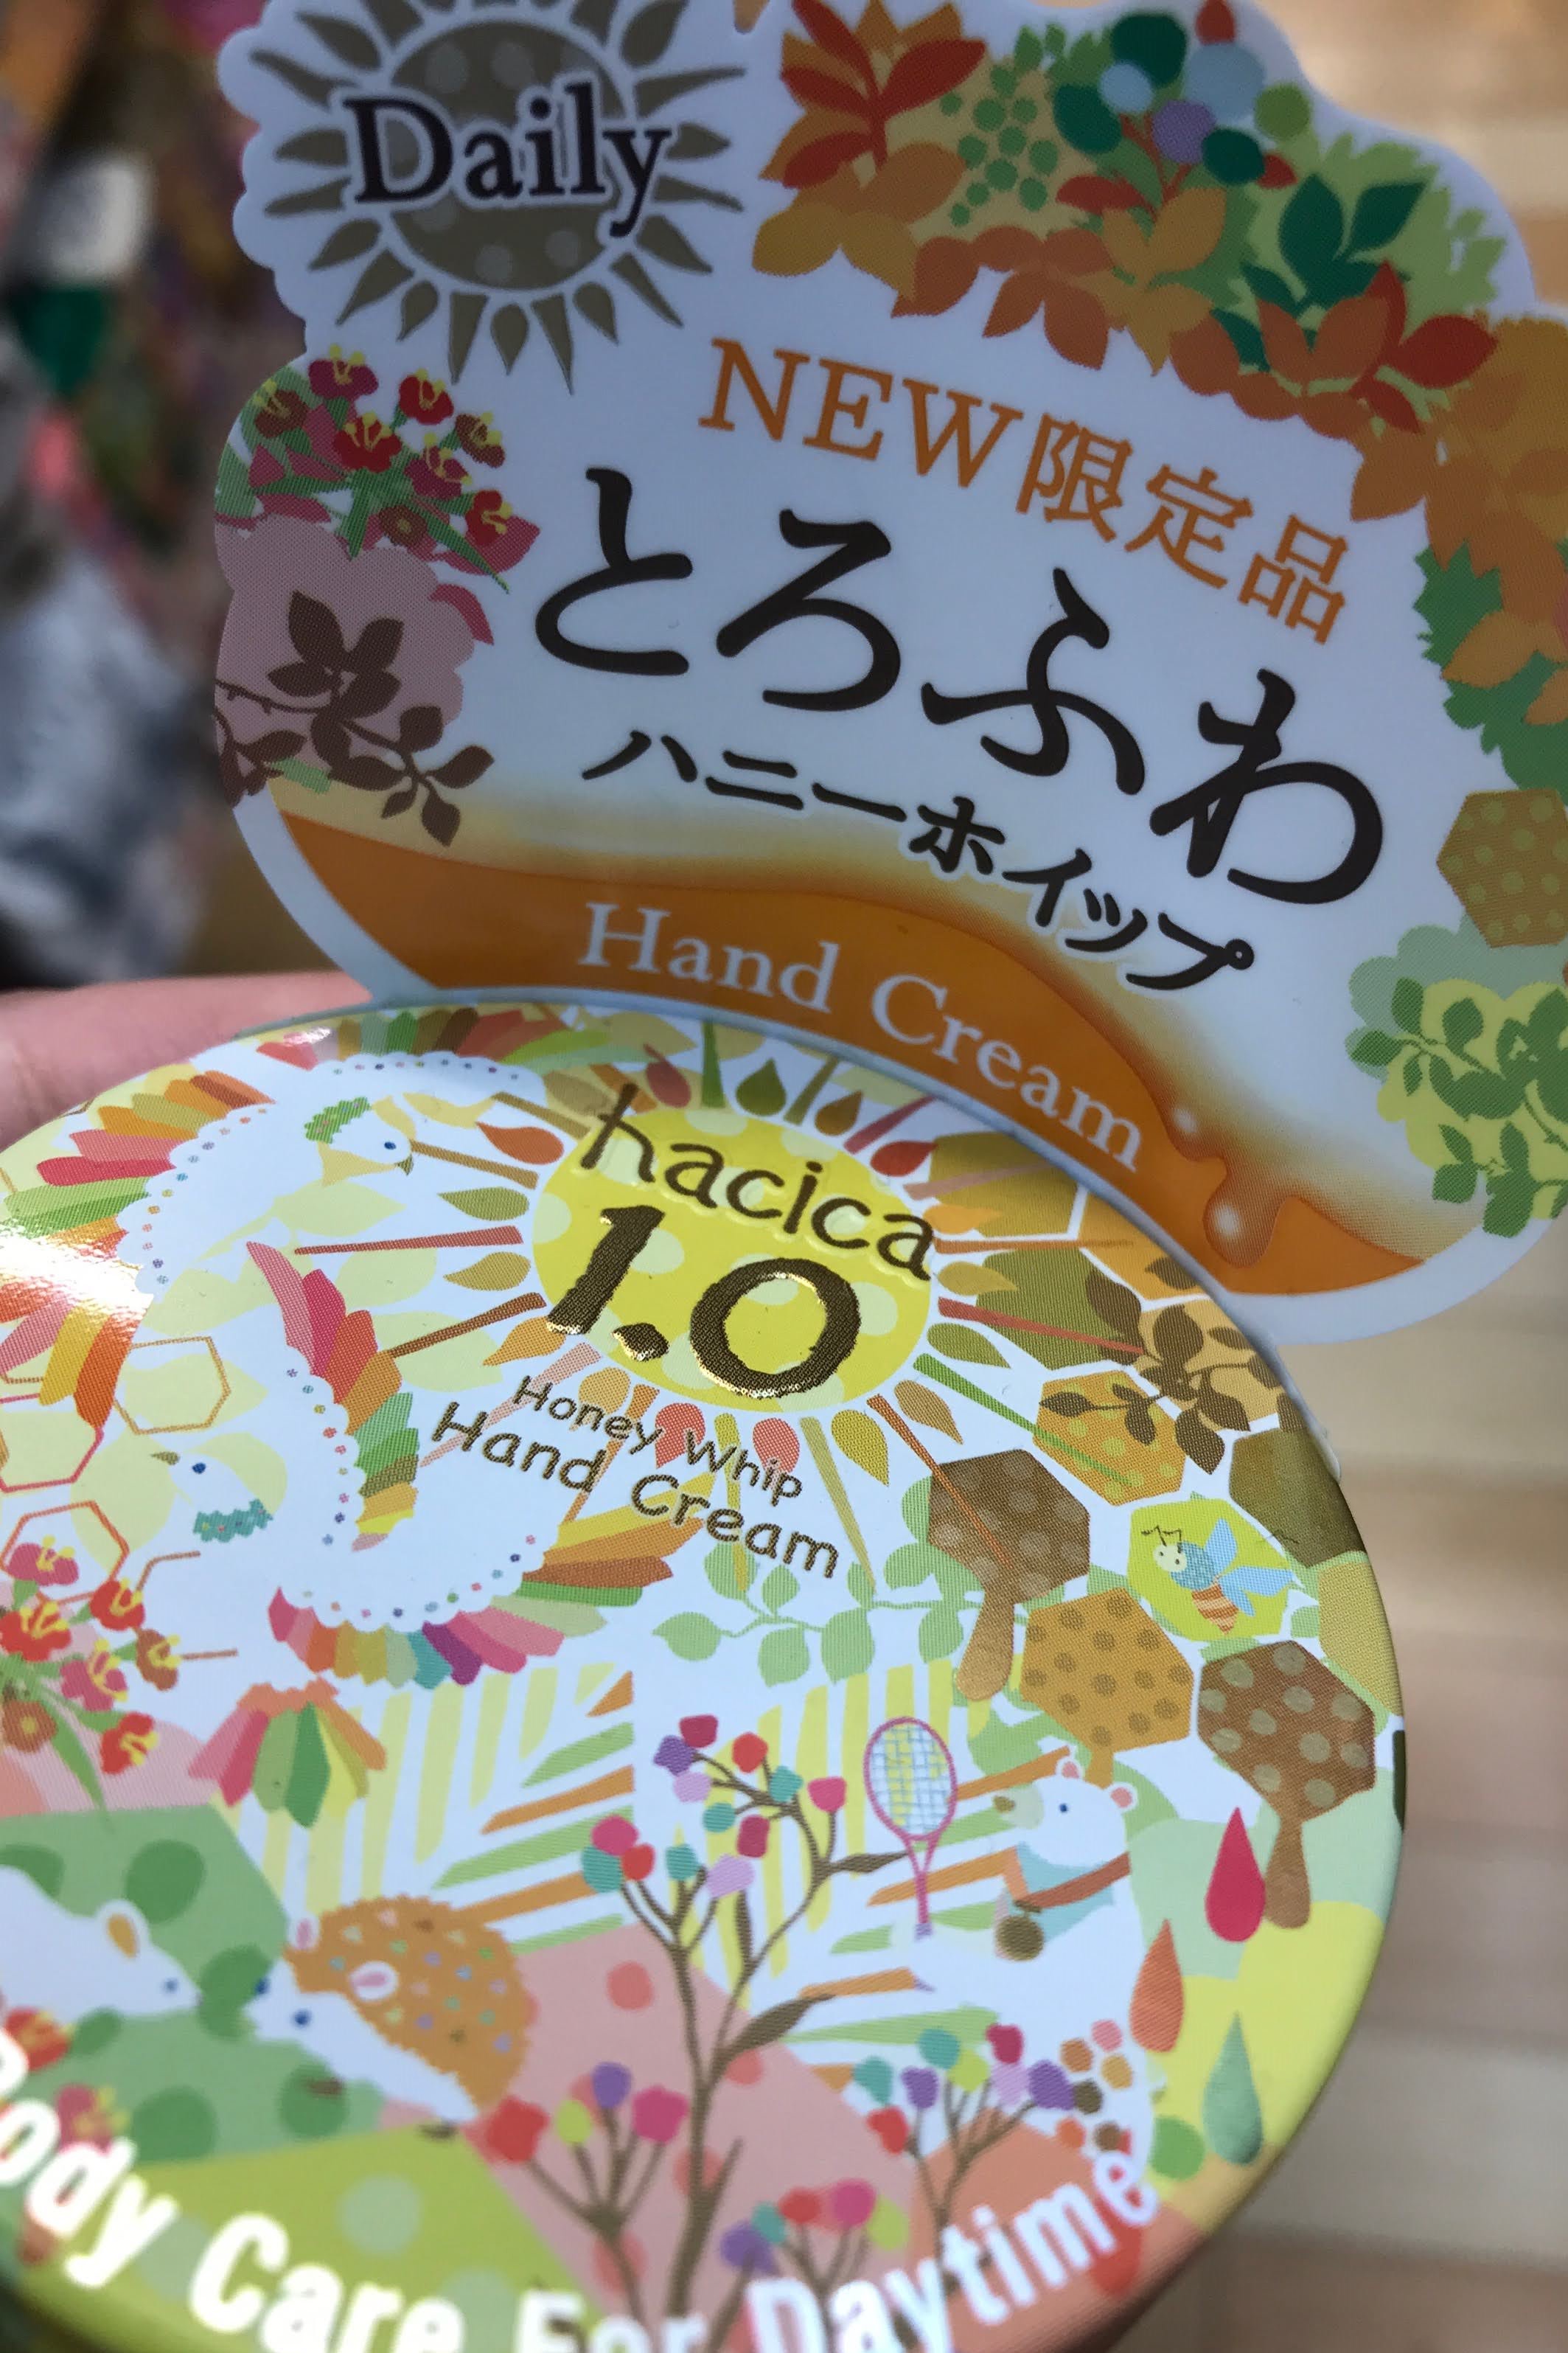 Daily
NEW限定品
とろふわ
ハニーホイップ
Hand Cream
hacica
1.0
Honey Whip
Hand Cream
Body Care For Daytime